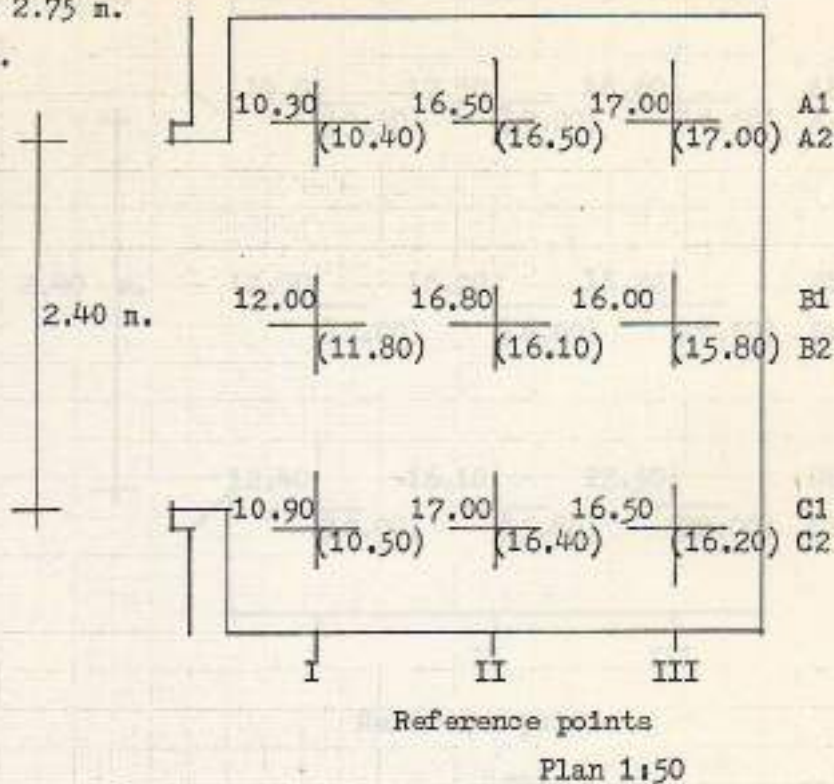 2.75 m.
10.30 16.50 17.00 A1
(10.40) (16.50) (17.00) A2
12.00 16.80 16.00 B1
2.40 m.
(11.80) (16.10) (15.80) B2
10.90 17.00 16.50 C1
(10.50) (16.40) (16.20) C2
I II III
Reference points
Plan 1:50